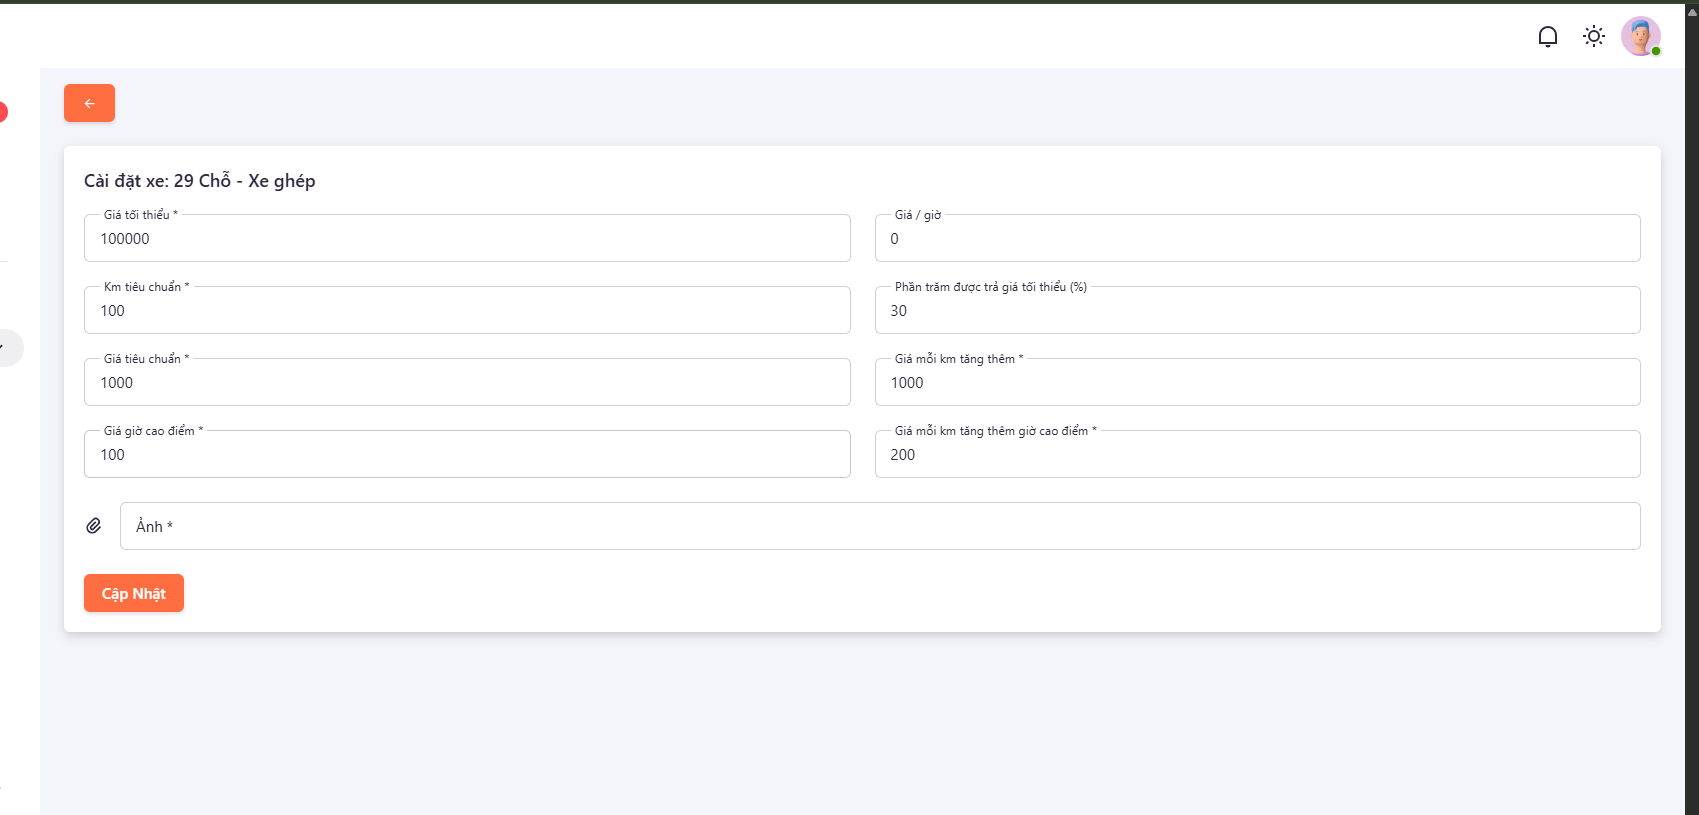 Cài đặt xe: 29 Chỗ - Xe ghép
Giá tối thiểu *
100000
Giá / giờ
0
Km tiêu chuẩn *
100
Phần trăm được trả giá tối thiểu (%)
30
Giá tiêu chuẩn *
1000
Giá mỗi km tăng thêm *
1000
Giá giờ cao điểm *
100
Giá mỗi km tăng thêm giờ cao điểm *
200
Ảnh *
Cập Nhật